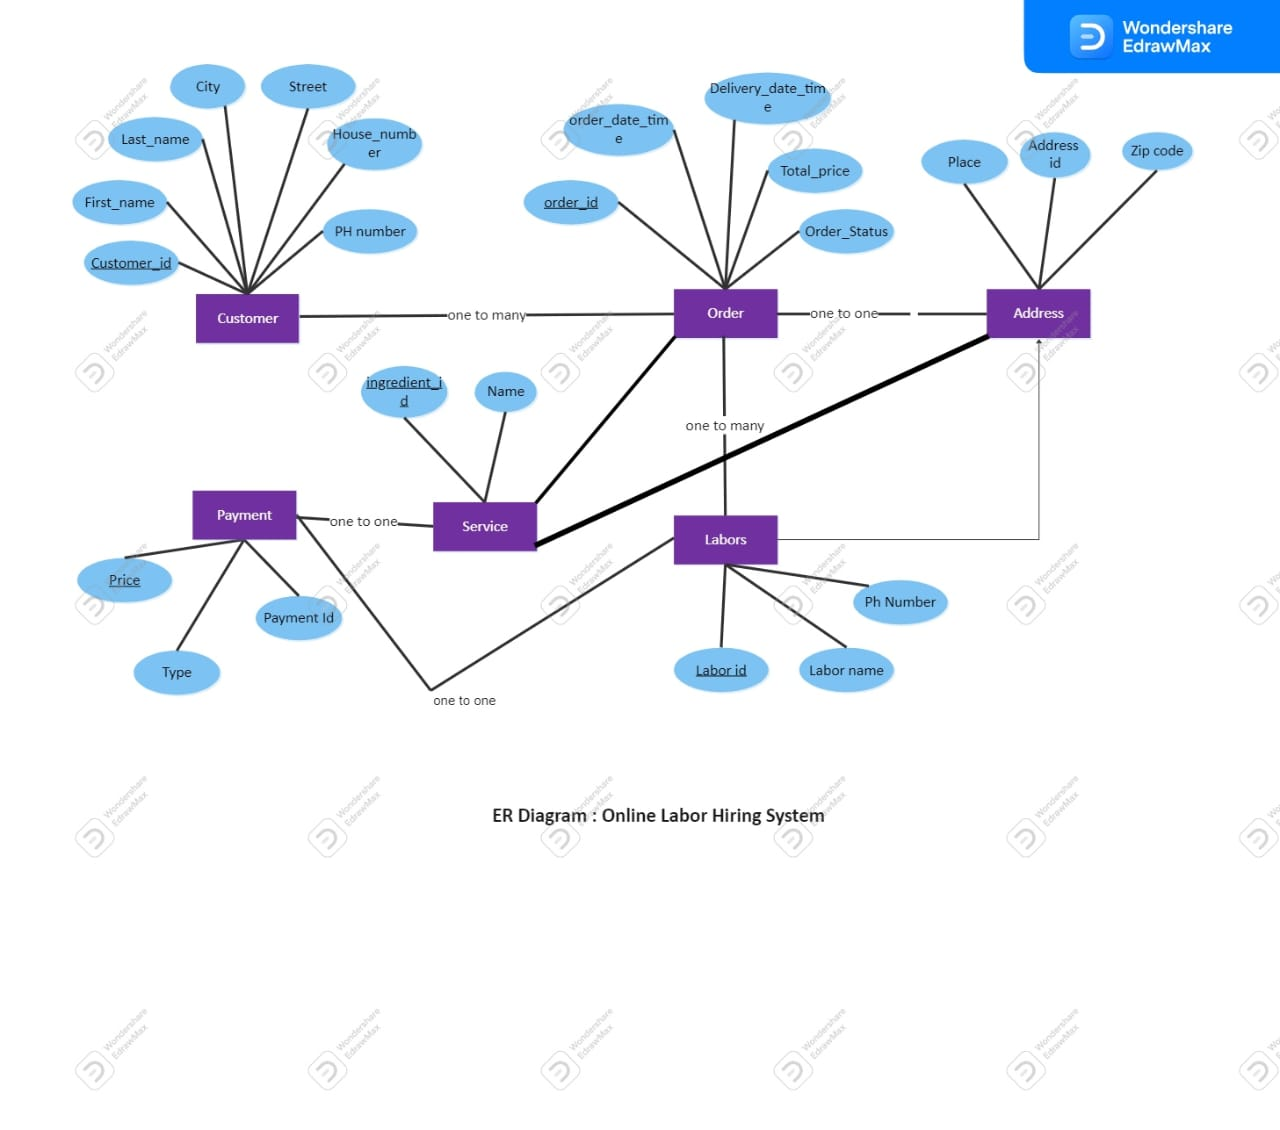 Wondershare
EdrawMax
City
Street
Delivery_date_tim
e
order_date_tim
e
Last_name
House_numb
er
Place
Address
id
Zip code
Total_price
First_name
order_id
PH number
Order_Status
Customer_id
Customer
one to many
Order
one to one
Address
ingredient_i
d
Name
one to many
Payment
one to one
Service
Labors
Price
Payment Id
Ph Number
Type
Labor id
Labor name
one to one
ER Diagram : Online Labor Hiring System